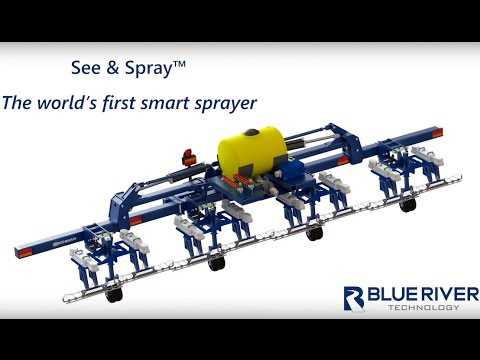 See & Spray™
The world's first smart sprayer
BLUE RIVER
TECHNOLOGY